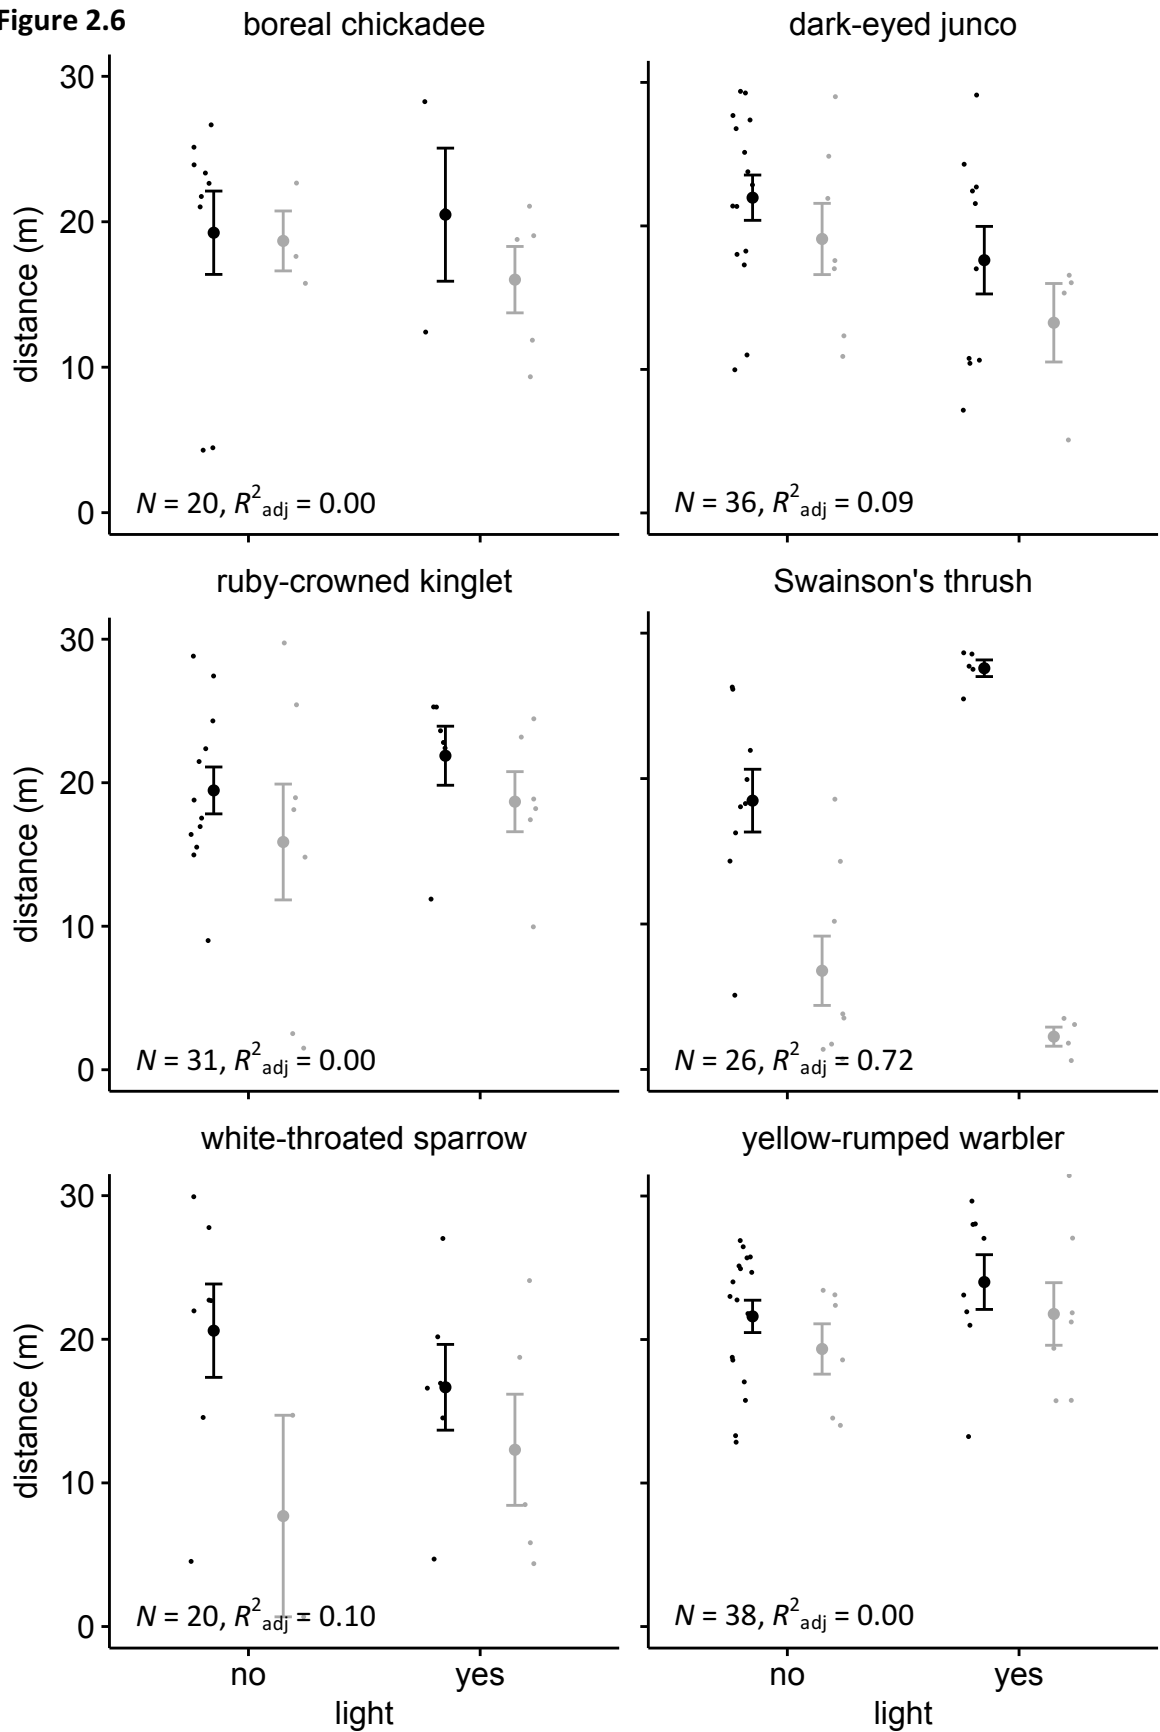 Figure 2.6
boreal chickadee
dark-eyed junco
distance (m)
30
20
10
0
N = 20, R²adj = 0.00
N = 36, R²adj = 0.09
ruby-crowned kinglet
Swainson's thrush
distance (m)
30
20
10
0
N = 31, R²adj = 0.00
N = 26, R²adj = 0.72
white-throated sparrow
yellow-rumped warbler
distance (m)
30
20
10
0
N = 20, R²adj = 0.10
N = 38, R²adj = 0.00
no yes
no yes
light
light